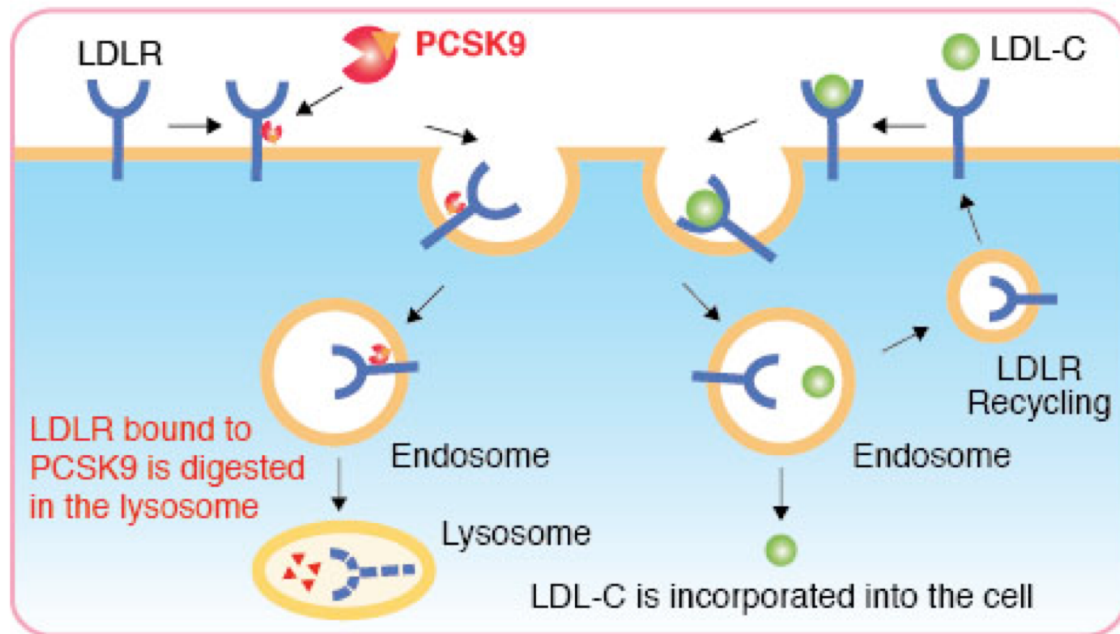 LDLR
PCSK9
LDL-C
LDLR
Recycling
LDLR bound to
PCSK9 is digested
in the lysosome
Endosome
Endosome
Lysosome
LDL-C is incorporated into the cell